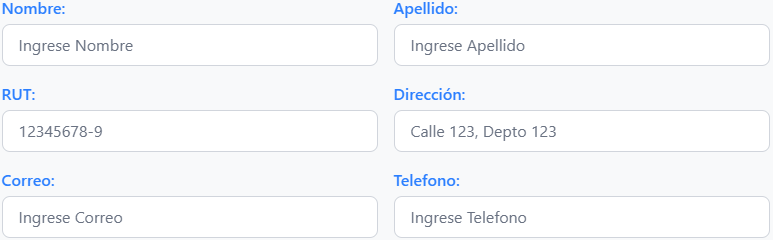 Nombre:
Apellido:
Ingrese Nombre
Ingrese Apellido
RUT:
Dirección:
12345678-9
Calle 123, Depto 123
Correo:
Telefono:
Ingrese Correo
Ingrese Telefono